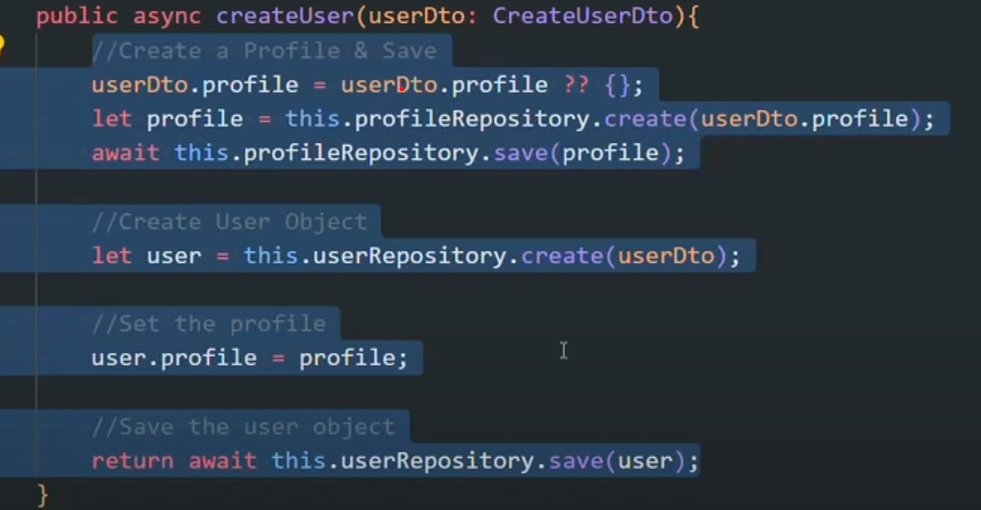 public async createUser(userDto: CreateUserDto){
//Create a Profile & Save
userDto.profile = userDto.profile ?? {};
let profile = this.profileRepository.create(userDto.profile);
await this.profileRepository.save(profile);
//Create User Object
let user = this.userRepository.create(userDto);
//Set the profile
user.profile = profile;
//Save the user object
return await this.userRepository.save(user);
}